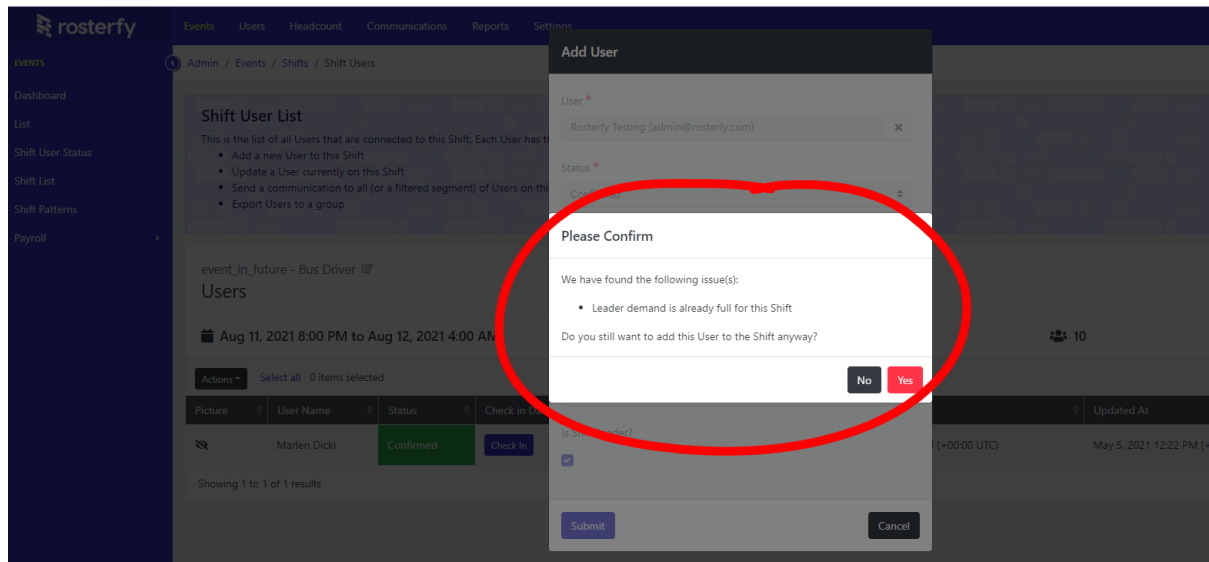 rosterfy
Events Users Headcount Communications Reports Settings
EVENTS
Admin / Events / Shifts / Shift Users
Dashboard
List
Shift User Status
Shift List
Shift Patterns
Payroll
Shift User List
This is the list of all Users that are connected to this Shift. Each User has
Add a new User to this Shift
Update a User currently on this Shift
Send a communication to all (or a filtered segment) of Users on
Export Users to a group
event_in_future - Bus Driver
Users
Aug 11, 2021 8:00 PM to Aug 12, 2021 4:00 AM
10
Actions Select all 0 items selected
Picture User Name Status Check in Updated At
Marlen Dicki Confirmed Check In (+00:00 UTC) May 5, 2021 12:22 PM
Showing 1 to 1 of 1 results
Add User
User *
Rosterfy Testing (admin@rosterfy.com)
Status *
Confirmed
Please Confirm
We have found the following issue(s):
• Leader demand is already full for this Shift
Do you still want to add this User to the Shift anyway?
No Yes
Is Shift Leader?
Submit Cancel